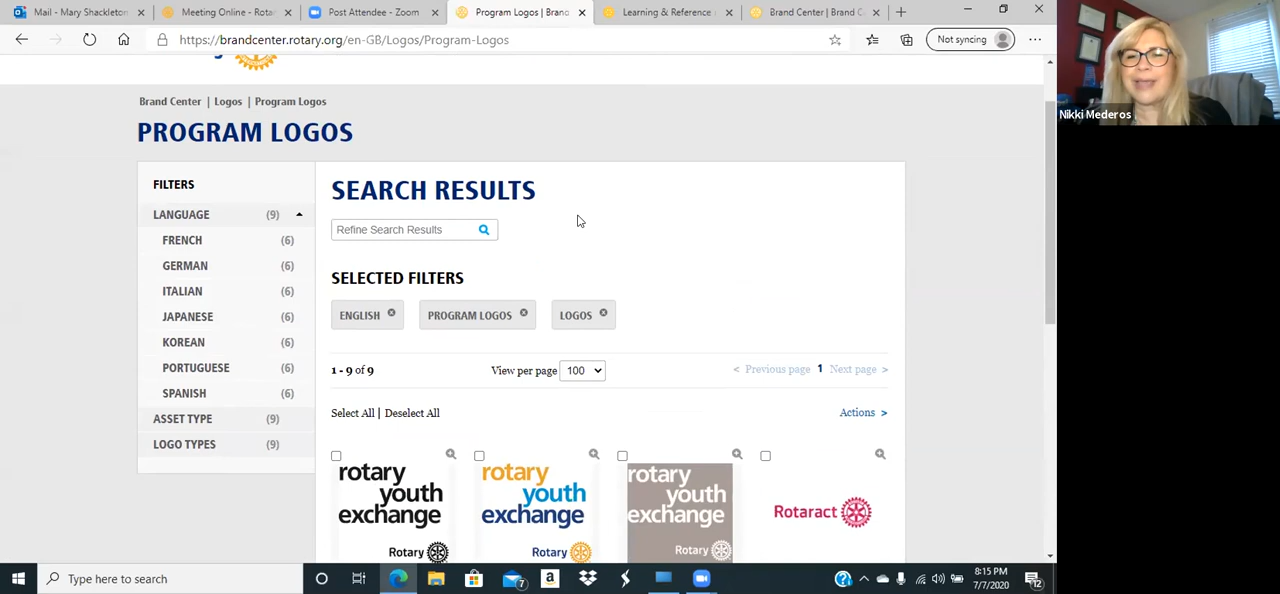 Mail - Mary Shackleton
Meeting Online - Rota
Post Attendee - Zoom
Program Logos | Bran
Learning & Reference
Brand Center | Brand C
https://brandcenter.rotary.org/en-GB/Logos/Program-Logos
Not syncing
Nikki Mederos
Brand Center | Logos | Program Logos
PROGRAM LOGOS
FILTERS
LANGUAGE (9)
FRENCH (6)
GERMAN (6)
ITALIAN (6)
JAPANESE (6)
KOREAN (6)
PORTUGUESE (6)
SPANISH (6)
ASSET TYPE (9)
LOGO TYPES (9)
SEARCH RESULTS
Refine Search Results
SELECTED FILTERS
ENGLISH
PROGRAM LOGOS
LOGOS
1 - 9 of 9
View per page 100
< Previous page 1 Next page >
Select All | Deselect All
Actions >
rotary
youth
exchange
Rotary
rotary
youth
exchange
Rotary
rotary
youth
exchange
Rotary
Rotaract
Type here to search
7
a
8:15 PM
7/7/2020
12